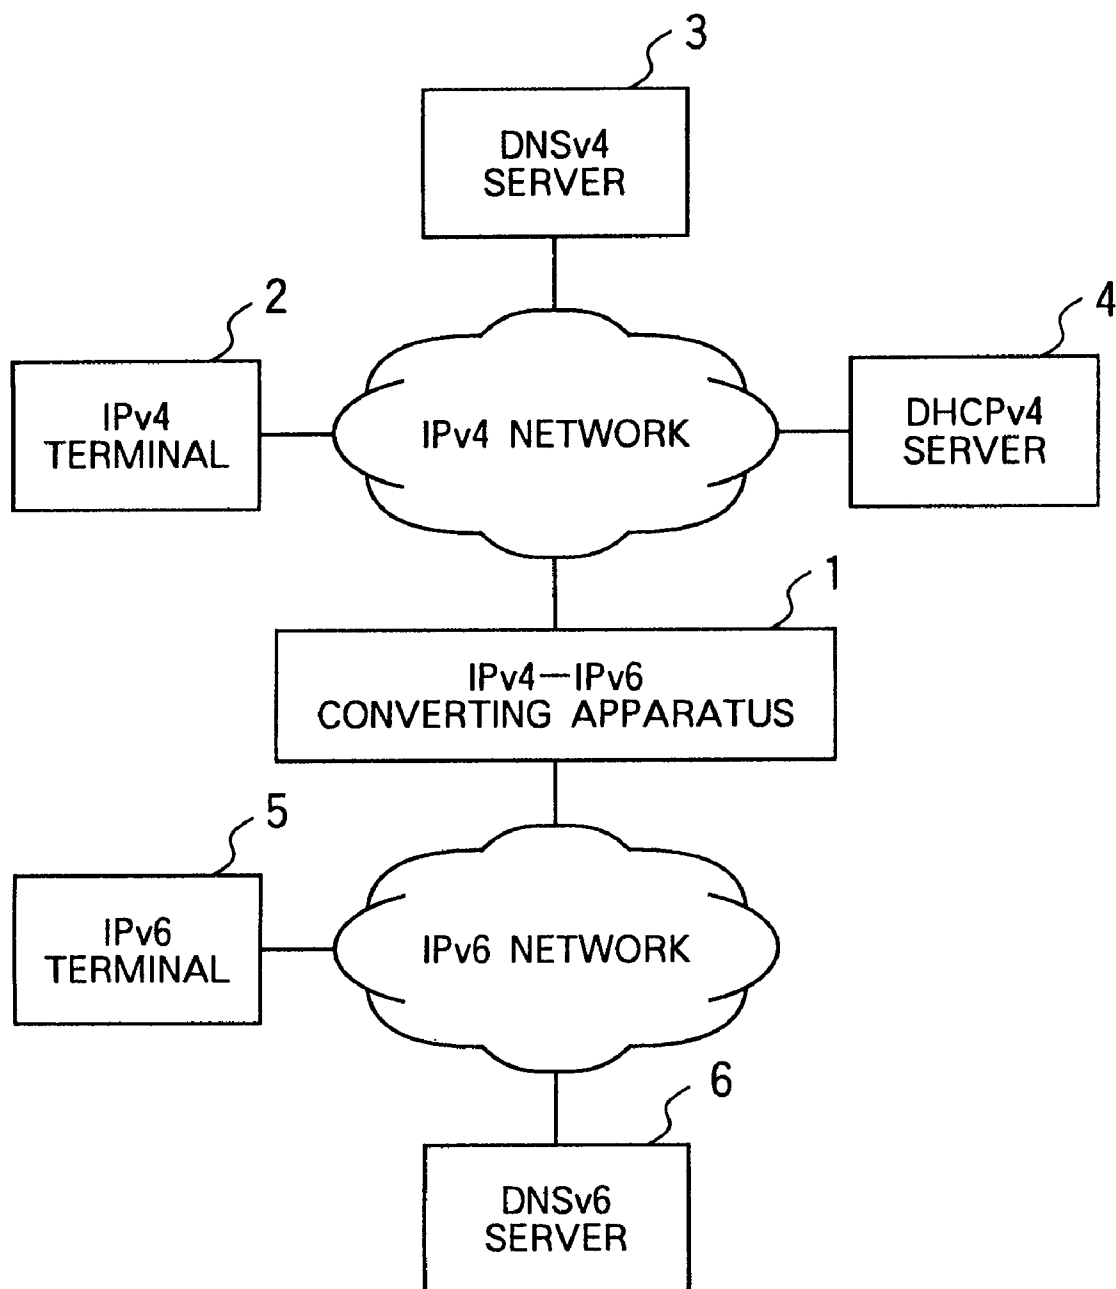 3
DNSv4
SERVER
2
4
IPv4
TERMINAL
IPv4 NETWORK
DHCPv4
SERVER
1
IPv4—IPv6
CONVERTING APPARATUS
5
IPv6
TERMINAL
IPv6 NETWORK
6
DNSv6
SERVER